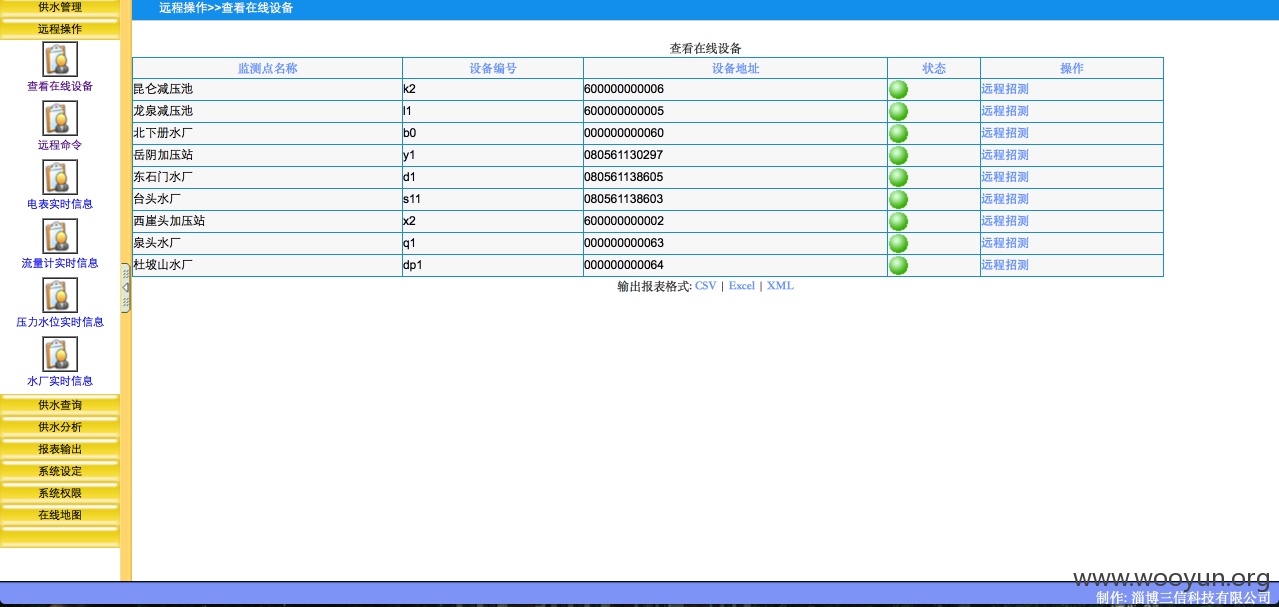 供水管理
远程操作
查看在线设备
远程命令
电表实时信息
流量计实时信息
压力水位实时信息
水厂实时信息
供水查询
供水分析
报表输出
系统设定
系统权限
在线地图
远程操作>>查看在线设备
查看在线设备
监测点名称 设备编号 设备地址 状态 操作
昆仑减压池 k2 600000000006 远程招测
龙泉减压池 l1 600000000005 远程招测
北下册水厂 b0 000000000060 远程招测
岳阴加压站 y1 080561130297 远程招测
东石门水厂 d1 080561138605 远程招测
台头水厂 s11 080561138603 远程招测
西崖头加压站 x2 600000000002 远程招测
泉头水厂 q1 000000000063 远程招测
杜坡山水厂 dp1 000000000064 远程招测
输出报表格式: CSV | Excel | XML
www.wooyun.org
制作: 淄博三信科技有限公司